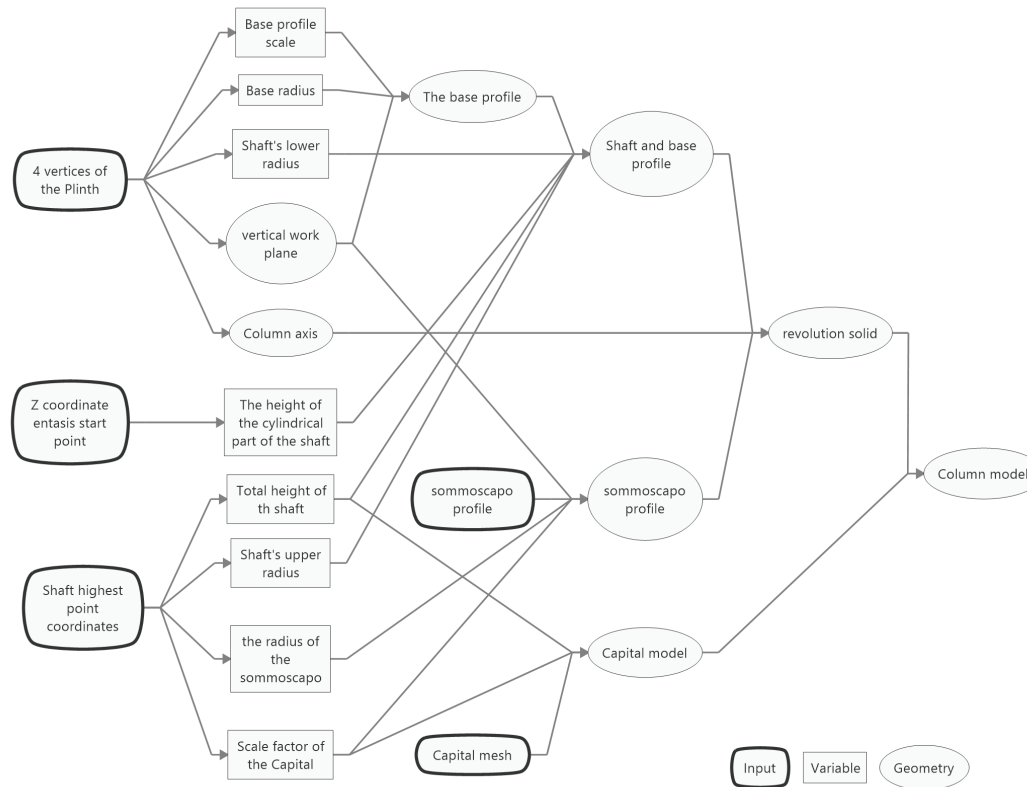 Base profile
scale
Base radius
The base profile
Shaft's lower
radius
Shaft and base
profile
4 vertices of
the Plinth
vertical work
plane
Column axis
revolution solid
Z coordinate
entasis start
point
The height of
the cylindrical
part of the shaft
Total height of
th shaft
sommoscapo
profile
sommoscapo
profile
Column model
Shaft's upper
radius
Shaft highest
point
coordinates
the radius of
the
sommoscapo
Capital model
Scale factor of
the Capital
Capital mesh
Input
Variable
Geometry